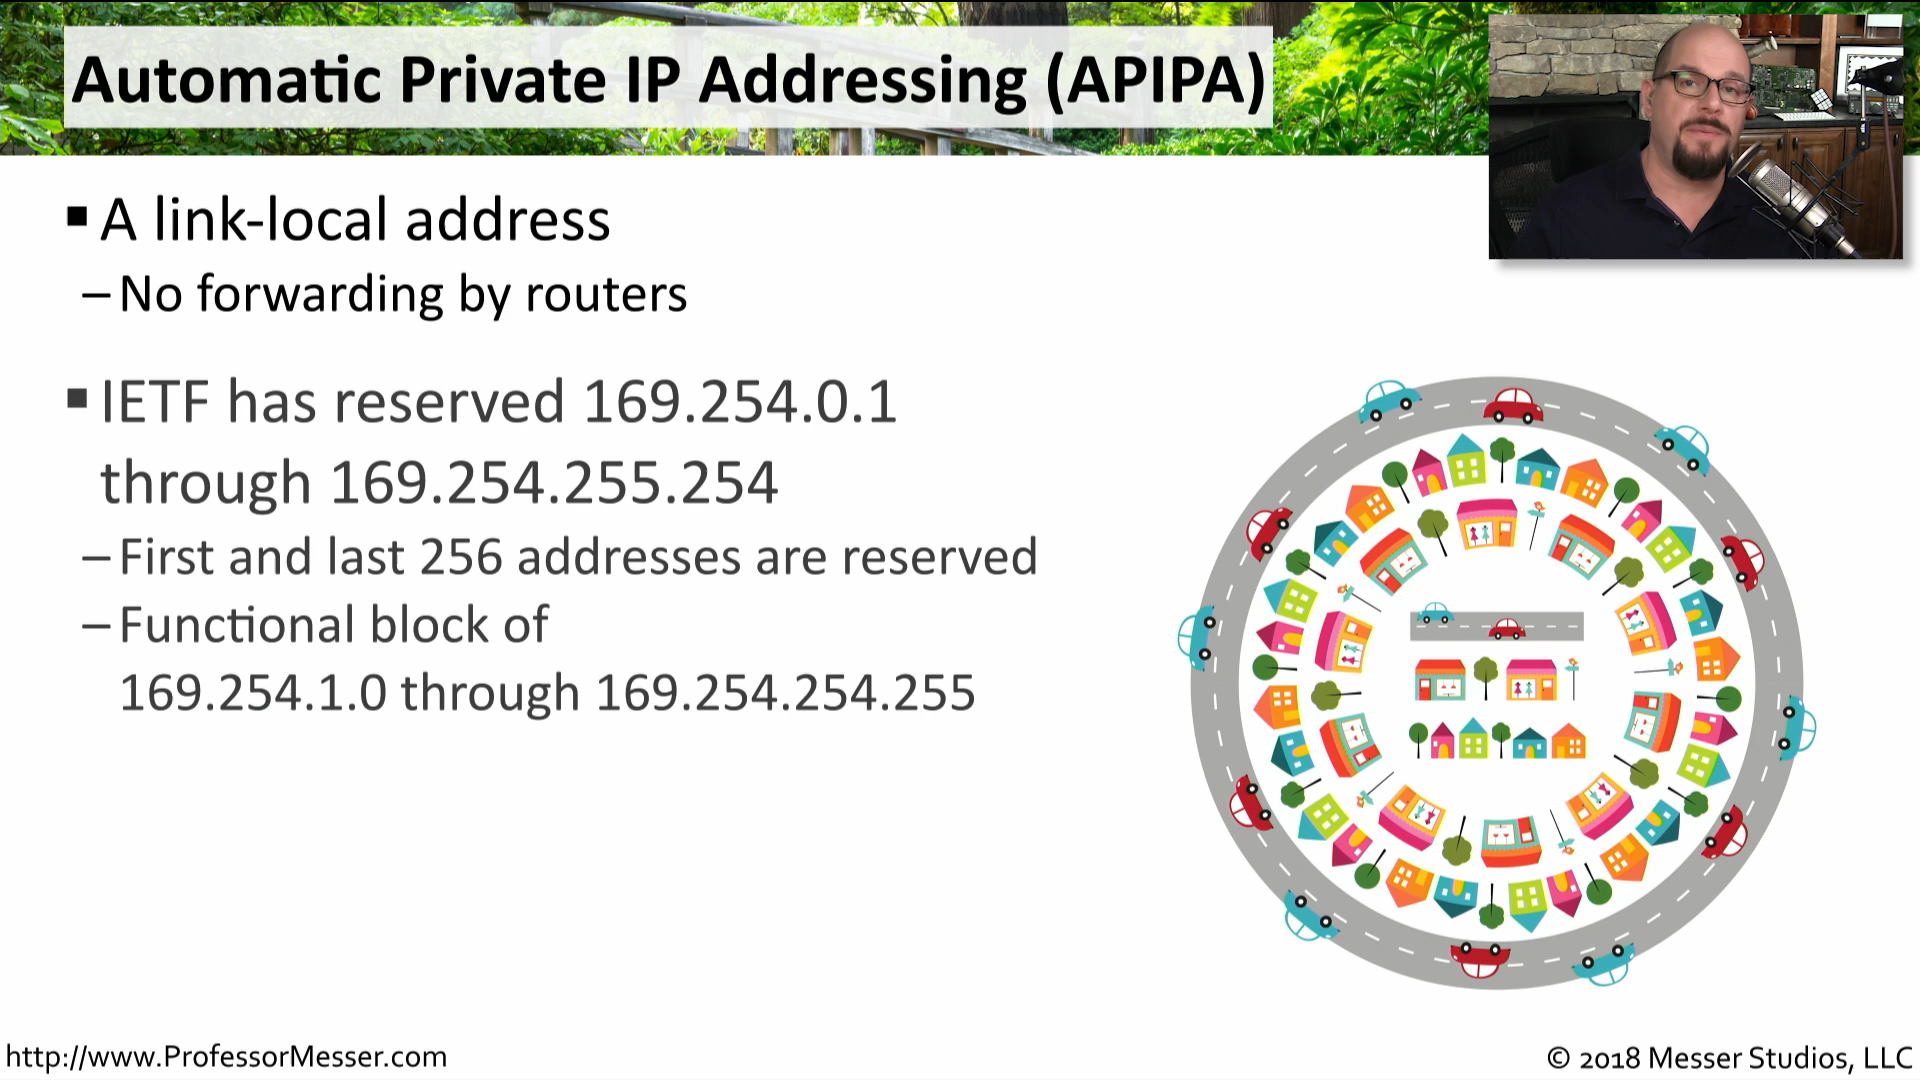 Automatic Private IP Addressing (APIPA)
▪ A link-local address
– No forwarding by routers
▪ IETF has reserved 169.254.0.1
through 169.254.255.254
– First and last 256 addresses are reserved
– Functional block of
169.254.1.0 through 169.254.254.255
http://www.ProfessorMesser.com
© 2018 Messer Studios, LLC